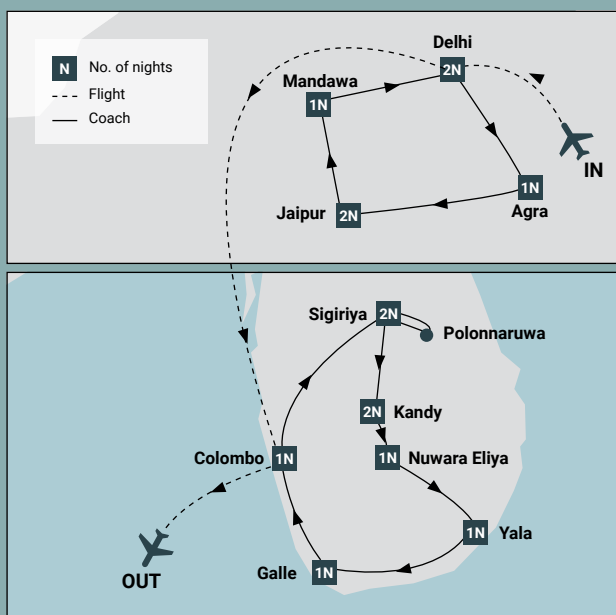 N No. of nights
Flight
Coach
Delhi
2N
Mandawa
1N
IN
1N
Agra
Jaipur 2N
Sigiriya 2N
Polonnaruwa
2N Kandy
Colombo 1N
1N Nuwara Eliya
1N Yala
Galle 1N
OUT